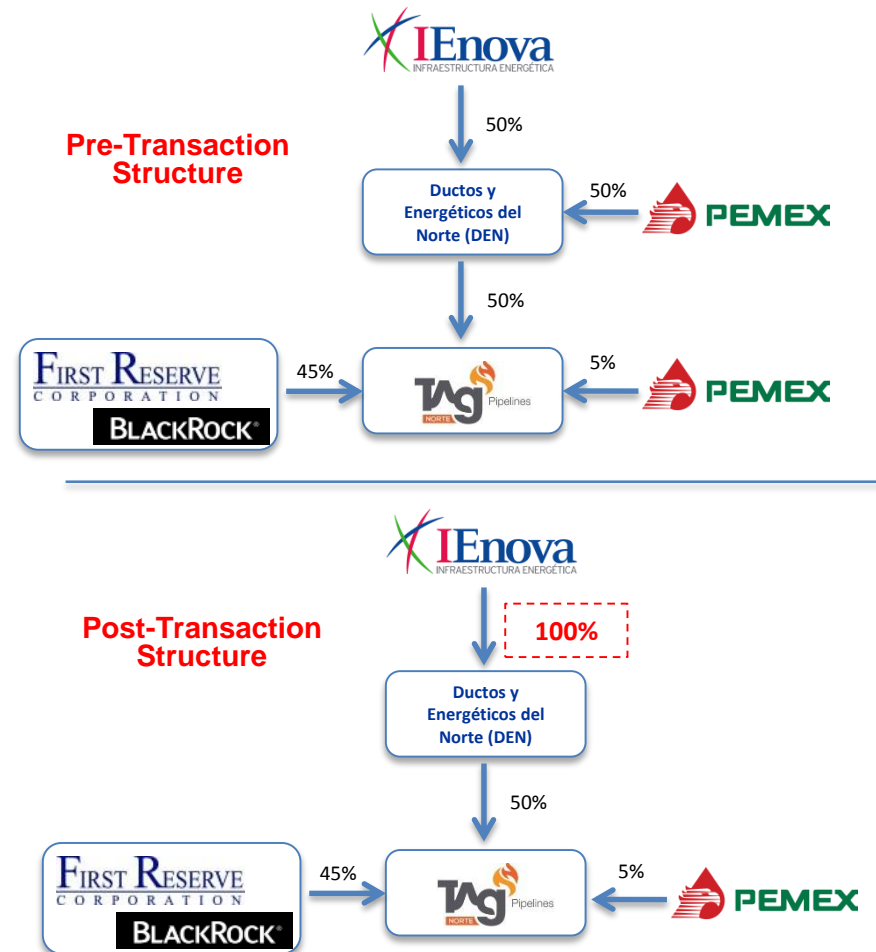 IEnova
INFRAESTRUCTURA ENERGÉTICA
50%
Pre-Transaction
Structure
Ductos y
Energéticos del
Norte (DEN)
50%
PEMEX
50%
FIRST RESERVE
CORPORATION
BLACKROCK®
45%
TAg
Pipelines
NORTE
5%
PEMEX
IEnova
INFRAESTRUCTURA ENERGÉTICA
Post-Transaction
Structure
100%
Ductos y
Energéticos del
Norte (DEN)
50%
FIRST RESERVE
CORPORATION
BLACKROCK®
45%
TAg
Pipelines
NORTE
5%
PEMEX